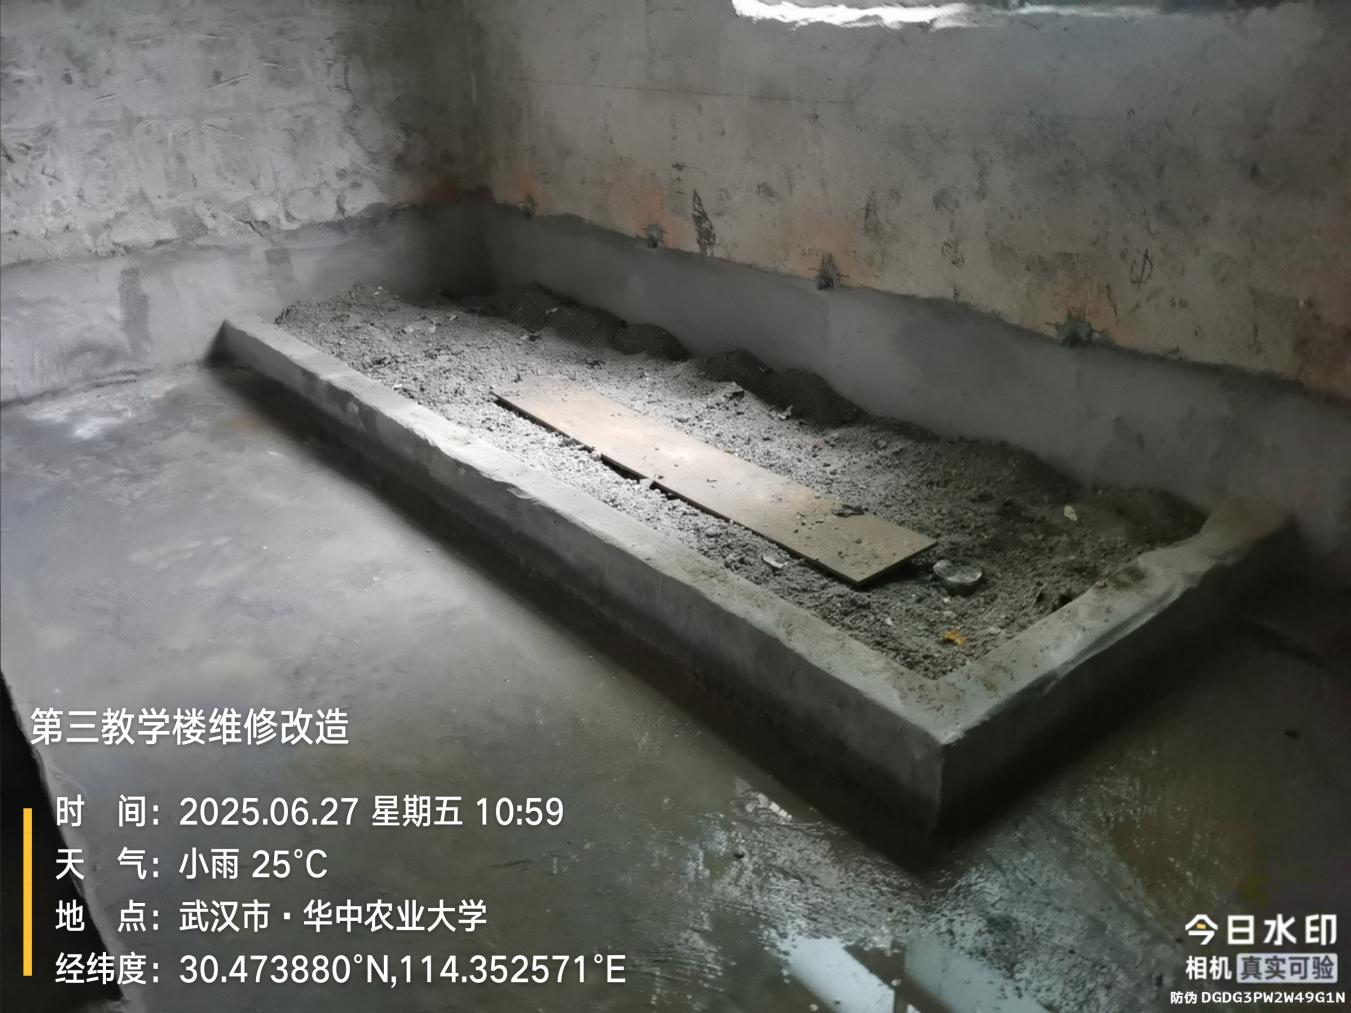 第三教学楼维修改造
时 间：2025.06.27 星期五 10:59
天 气：小雨 25°C
地 点：武汉市·华中农业大学
经纬度：30.473880°N,114.352571°E
今日水印
相机 真实可验
防伪 DGDG3PW2W49G1N